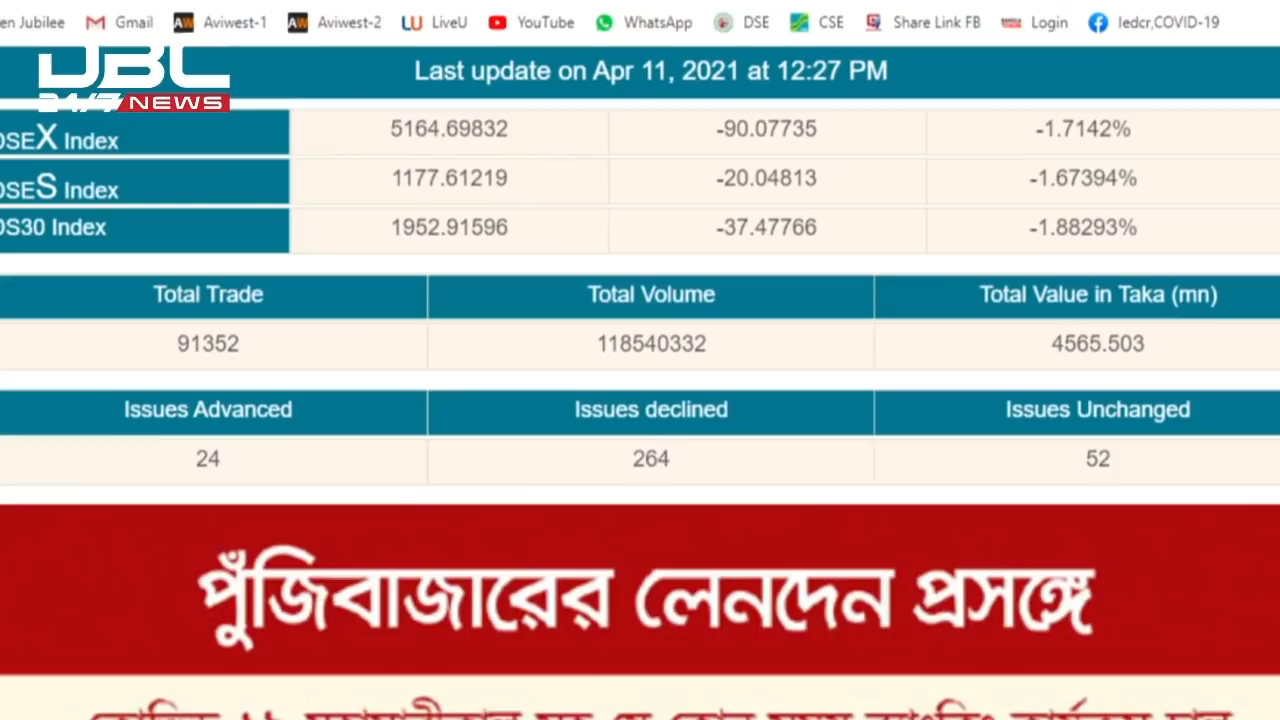 en Jubilee Gmail Aviwest-1 Aviwest-2 LiveU YouTube WhatsApp DSE CSE Share Link FB Login Iedcr,COVID-19
DBC
24/7 NEWS
Last update on Apr 11, 2021 at 12:27 PM
DSEX Index 5164.69832 -90.07735 -1.7142%
DSES Index 1177.61219 -20.04813 -1.67394%
DS30 Index 1952.91596 -37.47766 -1.88293%
Total Trade Total Volume Total Value in Taka (mn)
91352 118540332 4565.503
Issues Advanced Issues declined Issues Unchanged
24 264 52
পুঁজিবাজারের লেনদেন প্রসঙ্গে